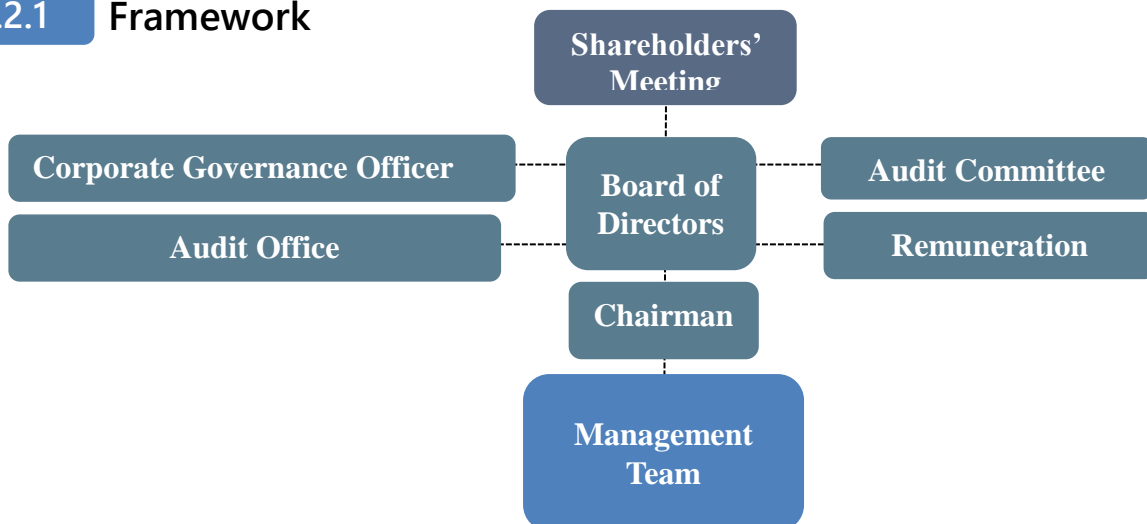 .2.1 Framework
Shareholders’
Meeting
Corporate Governance Officer
Audit Office
Board of
Directors
Audit Committee
Remuneration
Chairman
Management
Team